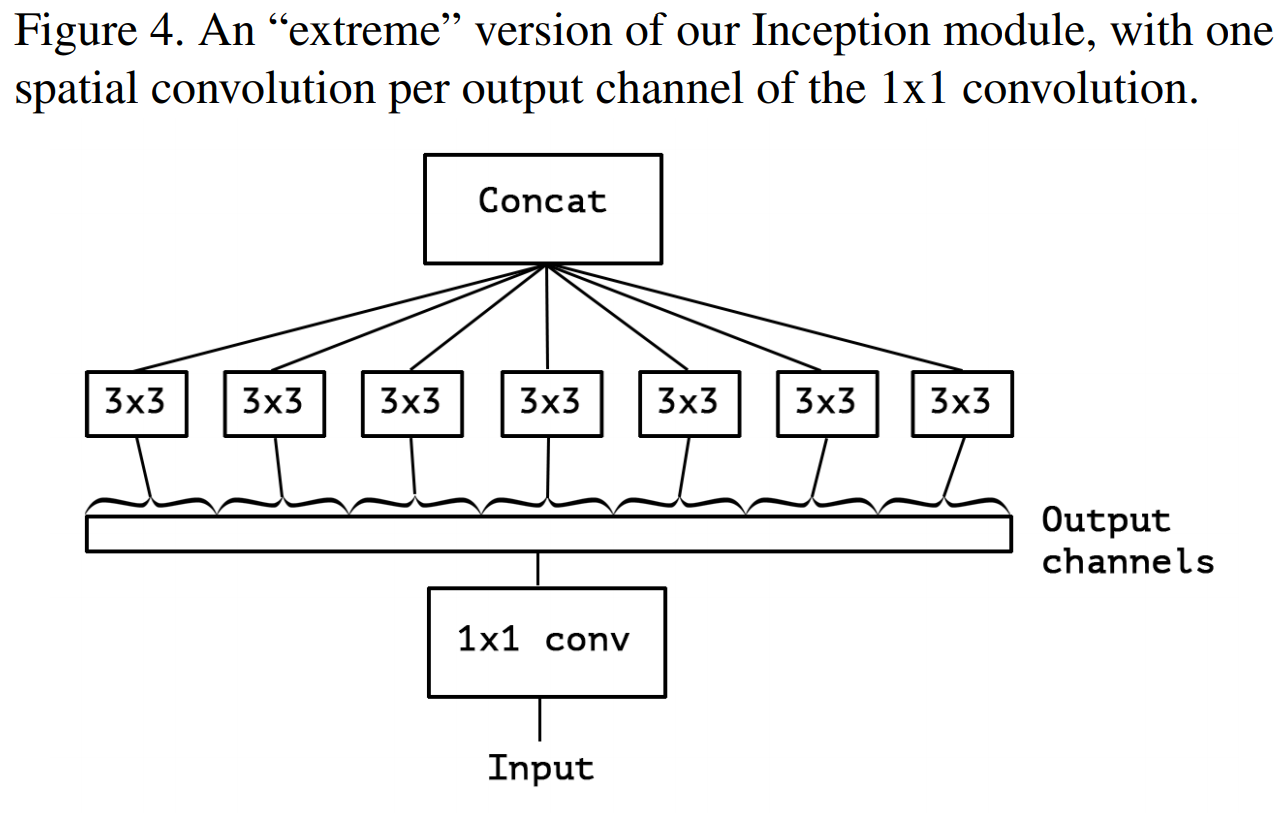 Figure 4. An “extreme” version of our Inception module, with one
spatial convolution per output channel of the 1x1 convolution.
Concat
3x3 3x3 3x3 3x3 3x3 3x3 3x3
Output
channels
1x1 conv
Input